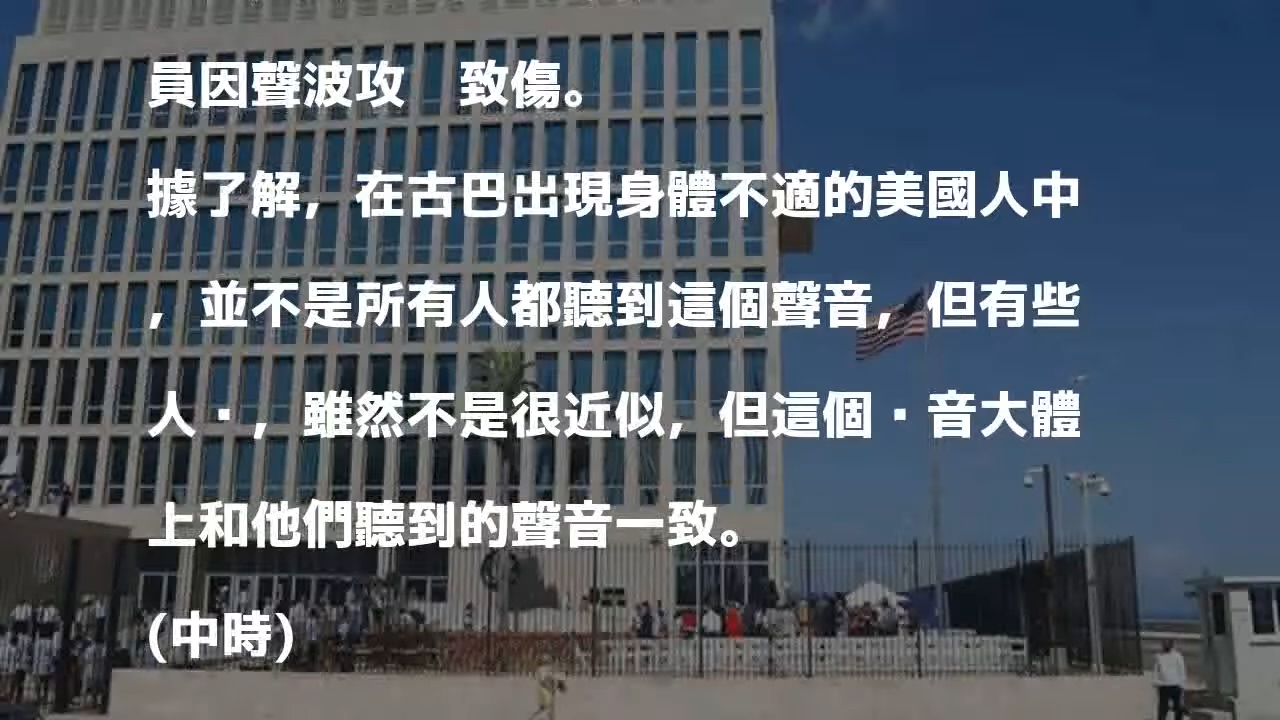 員因聲波攻　致傷。
據了解，在古巴出現身體不適的美國人中
，並不是所有人都聽到這個聲音，但有些
人·，雖然不是很近似，但這個·音大體
上和他們聽到的聲音一致。
(中時)